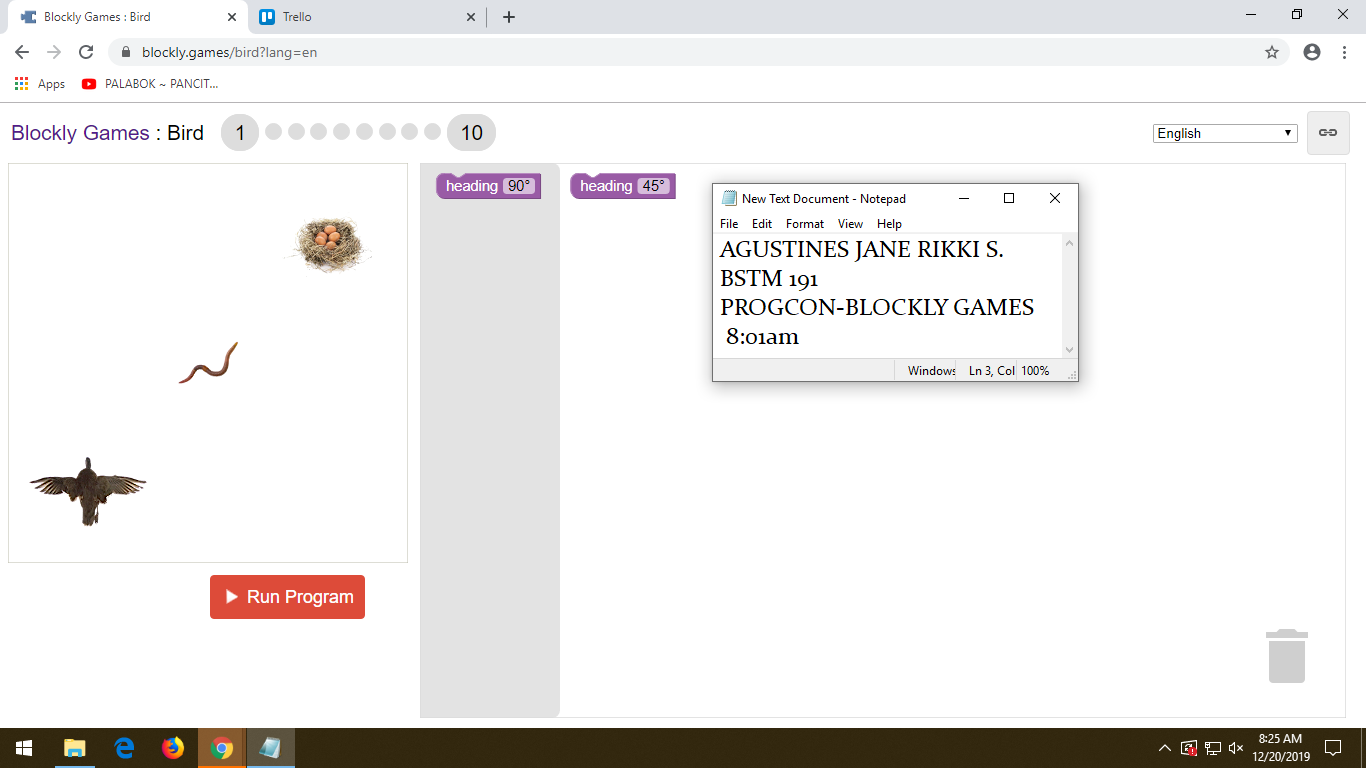 Blockly Games : Bird
Trello
blockly.games/bird?lang=en
Apps
PALABOK ~ PANCIT...
Blockly Games : Bird 1 10
English
heading 90°
heading 45°
New Text Document - Notepad
File Edit Format View Help
AGUSTINES JANE RIKKI S.
BSTM 191
PROGCON-BLOCKLY GAMES
8:01am
Windows Ln 3, Col 100%
Run Program
8:25 AM
12/20/2019